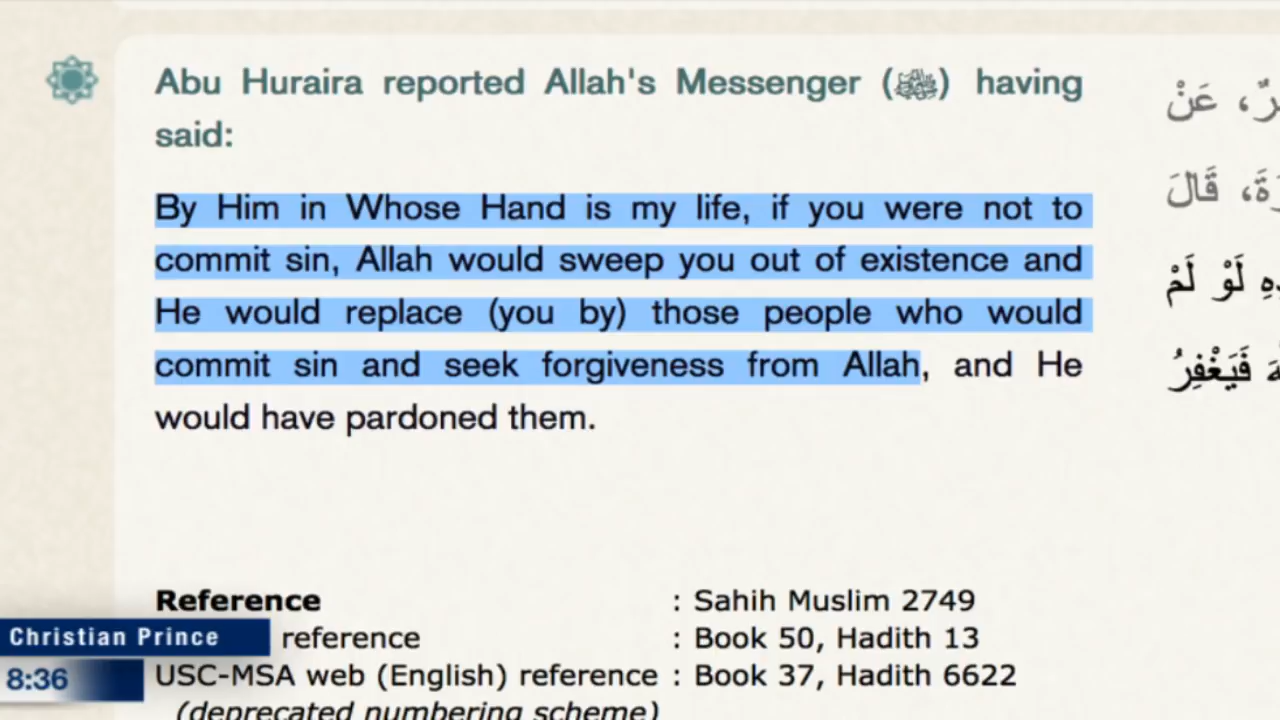 Abu Huraira reported Allah's Messenger (ﷺ) having
said:
By Him in Whose Hand is my life, if you were not to
commit sin, Allah would sweep you out of existence and
He would replace (you by) those people who would
commit sin and seek forgiveness from Allah, and He
would have pardoned them.
عَنْ
قَالَ
لَوْ لَمْ
فَيَغْفِرُ
Reference : Sahih Muslim 2749
Christian Prince
reference : Book 50, Hadith 13
8:36
USC-MSA web (English) reference : Book 37, Hadith 6622
(deprecated numbering scheme)